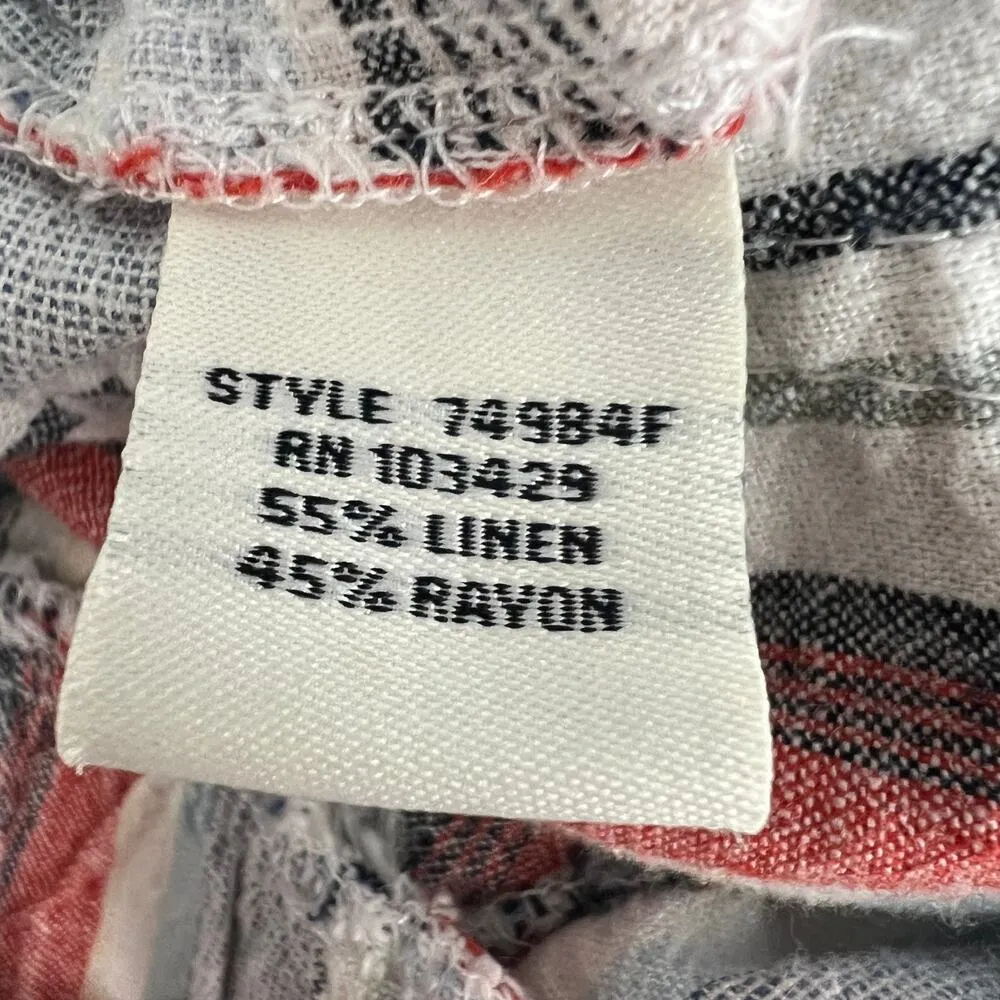 STYLE 74984F
RN 103429
55% LINEN
45% RAYON